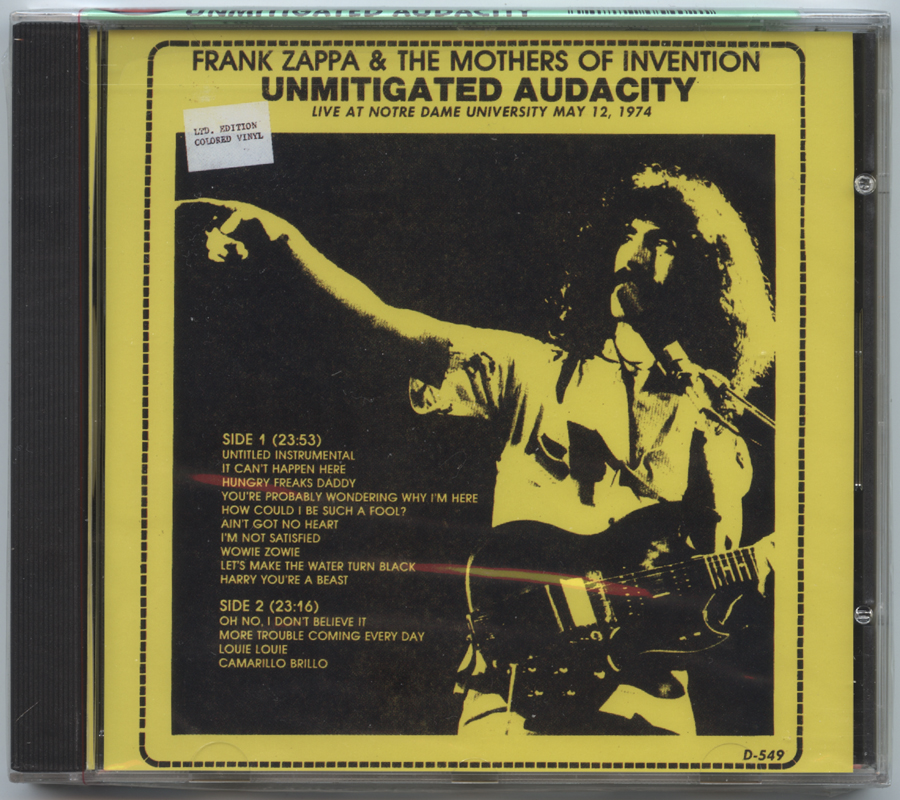 UNMITIGATED AUDACITY
FRANK ZAPPA & THE MOTHERS OF INVENTION
UNMITIGATED AUDACITY
LIVE AT NOTRE DAME UNIVERSITY MAY 12, 1974
LTD. EDITION
COLORED VINYL
SIDE 1 (23:53)
UNTITLED INSTRUMENTAL
IT CAN'T HAPPEN HERE
HUNGRY FREAKS DADDY
YOU'RE PROBABLY WONDERING WHY I'M HERE
HOW COULD I BE SUCH A FOOL?
AIN'T GOT NO HEART
I'M NOT SATISFIED
WOWIE ZOWIE
LET'S MAKE THE WATER TURN BLACK
HARRY YOU'RE A BEAST
SIDE 2 (23:16)
OH NO, I DON'T BELIEVE IT
MORE TROUBLE COMING EVERY DAY
LOUIE LOUIE
CAMARILLO BRILLO
D-549